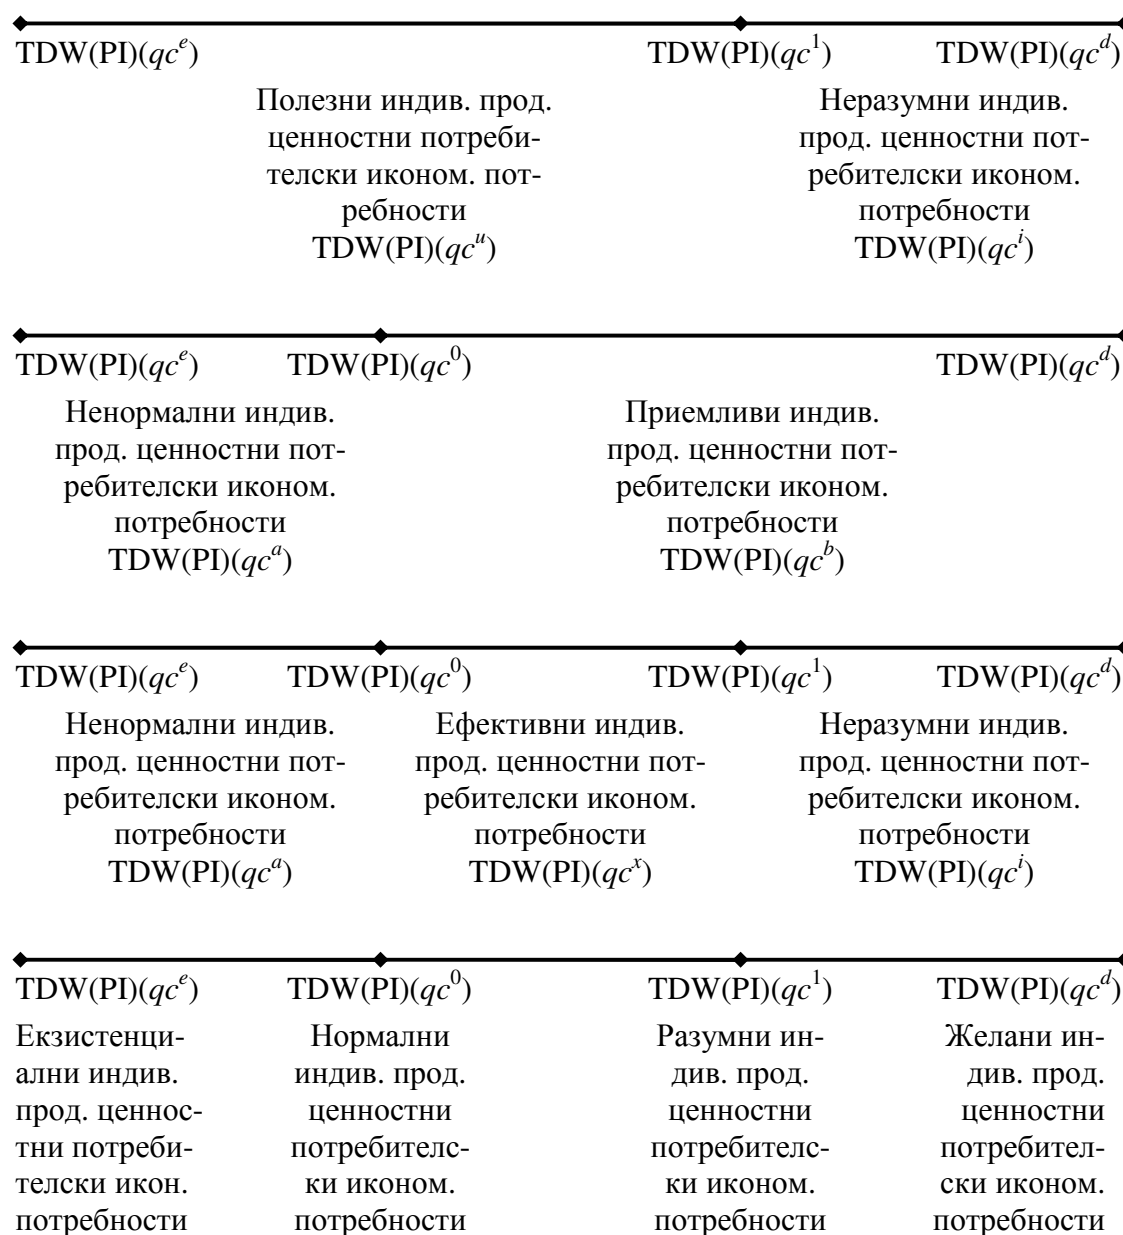 TDW(PI)(qc^e) TDW(PI)(qc^1) TDW(PI)(qc^d)
Полезни индив. прод.
ценностни потреби-
телски иконом. пот-
ребности
TDW(PI)(qc^u)
Неразумни индив.
прод. ценностни пот-
ребителски иконом.
потребности
TDW(PI)(qc^i)
TDW(PI)(qc^e) TDW(PI)(qc^0) TDW(PI)(qc^d)
Ненормални индив.
прод. ценностни пот-
ребителски иконом.
потребности
TDW(PI)(qc^a)
Приемливи индив.
прод. ценностни пот-
ребителски иконом.
потребности
TDW(PI)(qc^b)
TDW(PI)(qc^e) TDW(PI)(qc^0) TDW(PI)(qc^1) TDW(PI)(qc^d)
Ненормални индив.
прод. ценностни пот-
ребителски иконом.
потребности
TDW(PI)(qc^a)
Ефективни индив.
прод. ценностни пот-
ребителски иконом.
потребности
TDW(PI)(qc^x)
Неразумни индив.
прод. ценностни пот-
ребителски иконом.
потребности
TDW(PI)(qc^i)
TDW(PI)(qc^e) TDW(PI)(qc^0) TDW(PI)(qc^1) TDW(PI)(qc^d)
Екзистенци-
ални индив.
прод. ценнос-
тни потреби-
телски икон.
потребности
Нормални
индив. прод.
ценностни
потребителс-
ки иконом.
потребности
Разумни ин-
див. прод.
ценностни
потребителс-
ки иконом.
потребности
Желани ин-
див. прод.
ценностни
потребител-
ски иконом.
потребности